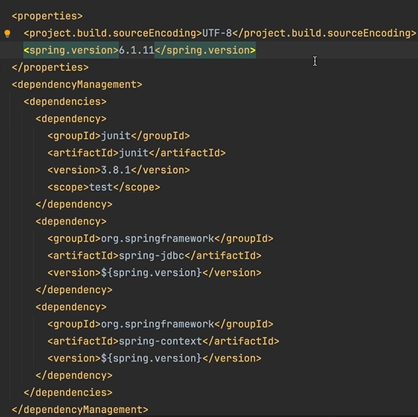 <properties>
<project.build.sourceEncoding>UTF-8</project.build.sourceEncoding>
<spring.version>6.1.11</spring.version>
</properties>
<dependencyManagement>
<dependencies>
<dependency>
<groupId>junit</groupId>
<artifactId>junit</artifactId>
<version>3.8.1</version>
<scope>test</scope>
</dependency>
<dependency>
<groupId>org.springframework</groupId>
<artifactId>spring-jdbc</artifactId>
<version>${spring.version}</version>
</dependency>
<dependency>
<groupId>org.springframework</groupId>
<artifactId>spring-context</artifactId>
<version>${spring.version}</version>
</dependency>
</dependencies>
</dependencyManagement>